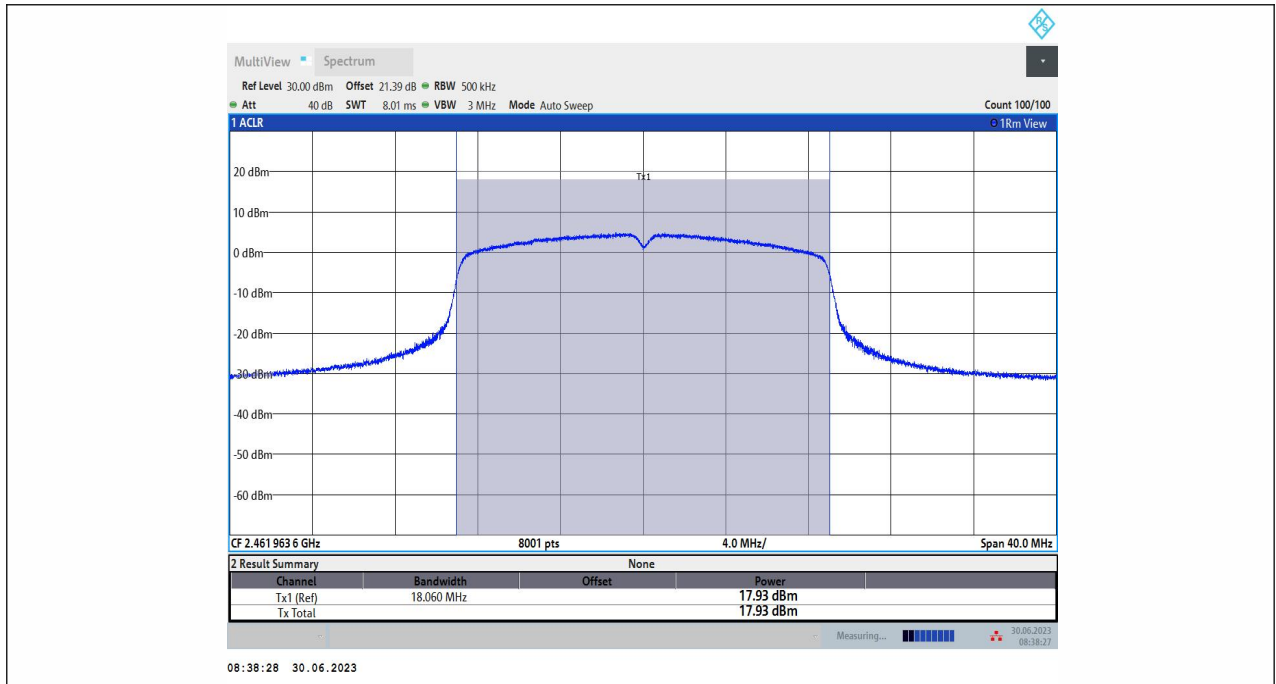 R S
MultiView Spectrum
Ref Level 30.00 dBm Offset 21.39 dB RBW 500 kHz
Att 40 dB SWT 8.01 ms VBW 3 MHz Mode Auto Sweep Count 100/100
1 ACLR 1Rm View
Tx1
20 dBm
10 dBm
0 dBm
-10 dBm
-20 dBm
-30 dBm
-40 dBm
-50 dBm
-60 dBm
CF 2.461 963 6 GHz 8001 pts 4.0 MHz/ Span 40.0 MHz
2 Result Summary None
Channel Bandwidth Offset Power
Tx1 (Ref) 18.060 MHz 17.93 dBm
Tx Total 17.93 dBm
Measuring... 30.06.2023
08:38:27
08:38:28 30.06.2023